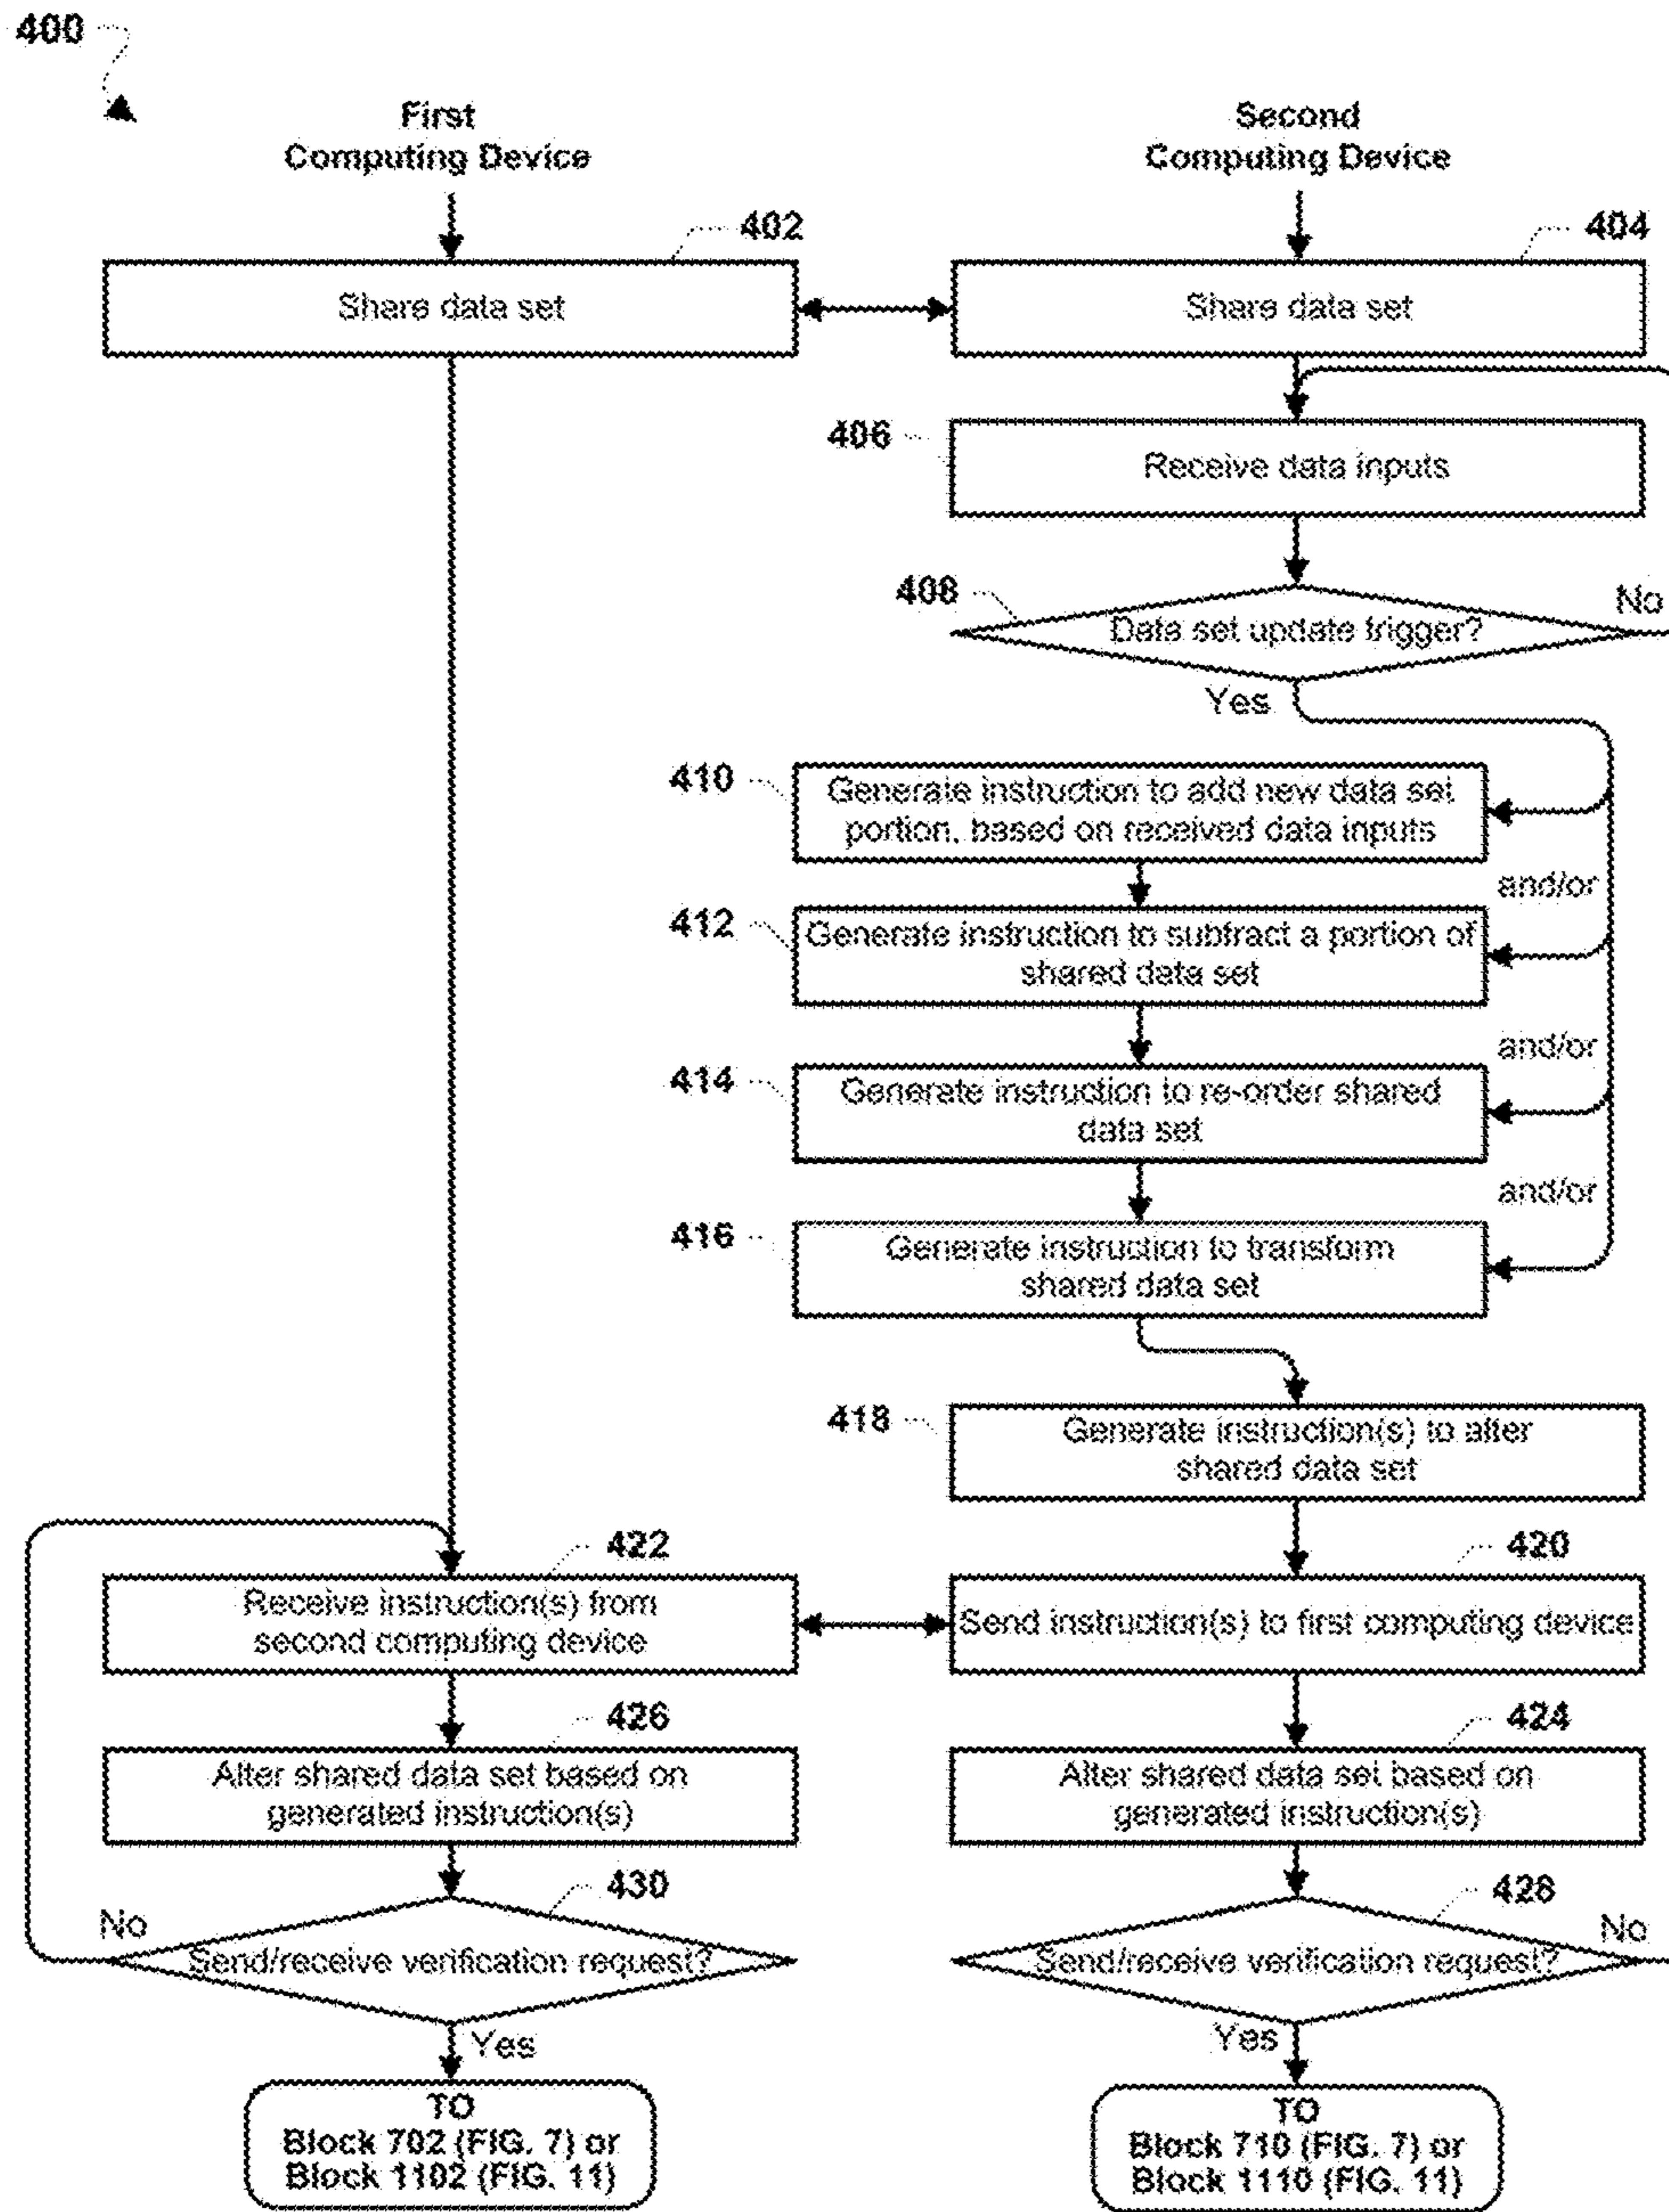 400
First
Computing Device
Second
Computing Device
402
404
Share data set
Share data set
406
Receive data inputs
408
Data set update trigger?
No
Yes
410
Generate instruction to add new data set
portion, based on received data inputs
and/or
412
Generate instruction to subtract a portion of
shared data set
and/or
414
Generate instruction to re-order shared
data set
and/or
416
Generate instruction to transform
shared data set
418
Generate instruction(s) to alter
shared data set
422
420
Receive instruction(s) from
second computing device
Send instruction(s) to first computing device
426
424
Alter shared data set based on
generated instruction(s)
Alter shared data set based on
generated instruction(s)
430
428
No
Send/receive verification request?
Send/receive verification request?
No
Yes
Yes
TO
Block 702 (FIG. 7) or
Block 1102 (FIG. 11)
TO
Block 710 (FIG. 7) or
Block 1110 (FIG. 11)